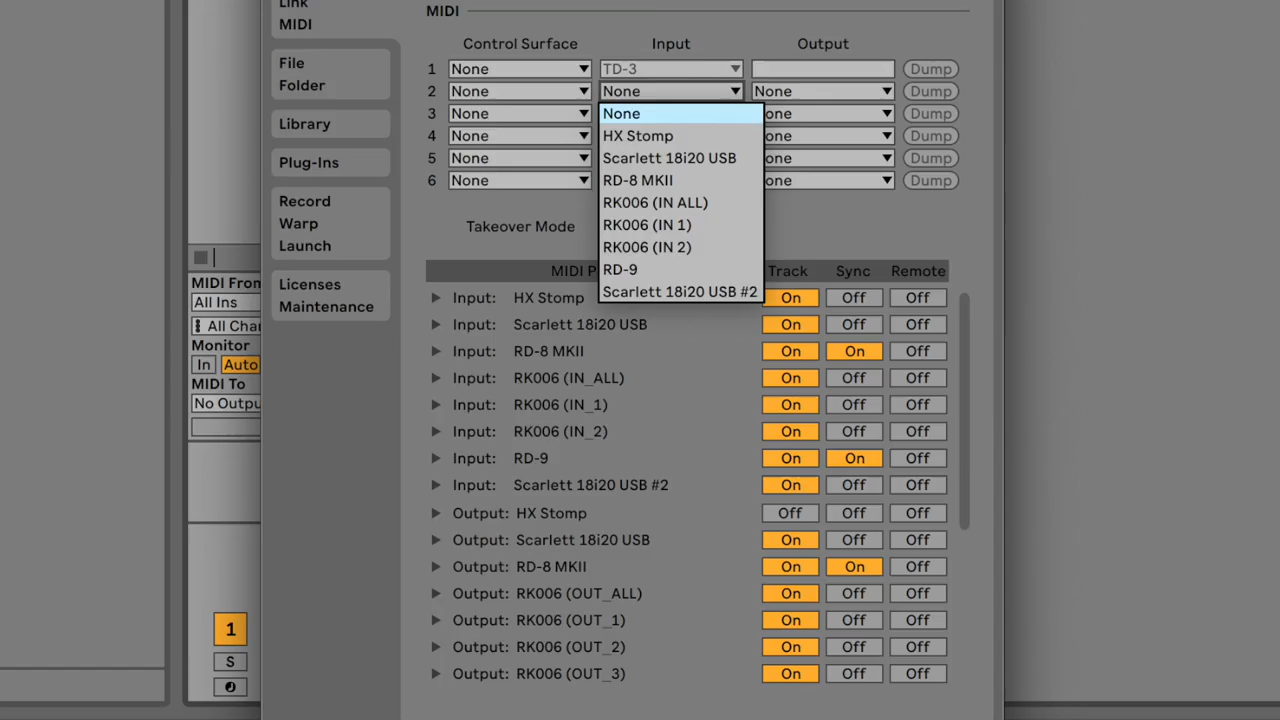 Link
MIDI
File
Folder
Library
Plug-Ins
Record
Warp
Launch
Licenses
Maintenance
MIDI
Control Surface Input Output
1 None TD-3 Dump
2 None None None Dump
3 None one Dump
4 None one Dump
5 None one Dump
6 None one Dump
None
HX Stomp
Scarlett 18i20 USB
RD-8 MKII
RK006 (IN ALL)
RK006 (IN 1)
RK006 (IN 2)
RD-9
Scarlett 18i20 USB #2
Takeover Mode
MIDI P Track Sync Remote
Input: HX Stomp On Off Off
Input: Scarlett 18i20 USB On Off Off
Input: RD-8 MKII On On Off
Input: RK006 (IN_ALL) On Off Off
Input: RK006 (IN_1) On Off Off
Input: RK006 (IN_2) On Off Off
Input: RD-9 On On Off
Input: Scarlett 18i20 USB #2 On Off Off
Output: HX Stomp Off Off Off
Output: Scarlett 18i20 USB On Off Off
Output: RD-8 MKII On On Off
Output: RK006 (OUT_ALL) On Off Off
Output: RK006 (OUT_1) On Off Off
Output: RK006 (OUT_2) On Off Off
Output: RK006 (OUT_3) On Off Off
MIDI From
All Ins
All Chan
Monitor
In Auto
MIDI To
No Outpu
1
S